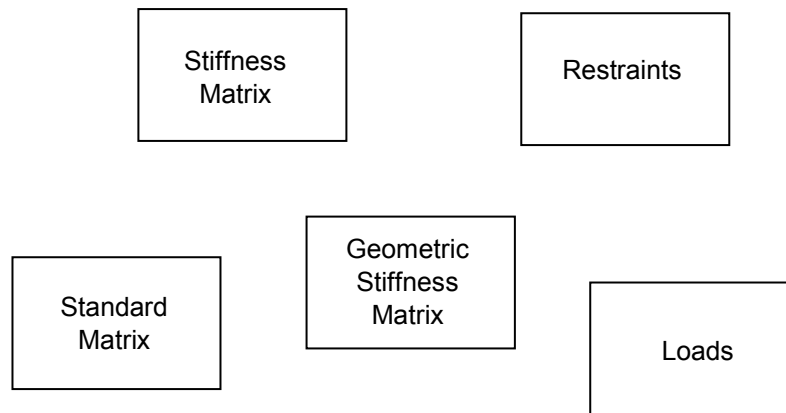 Stiffness
Matrix
Restraints
Geometric
Stiffness
Matrix
Standard
Matrix
Loads